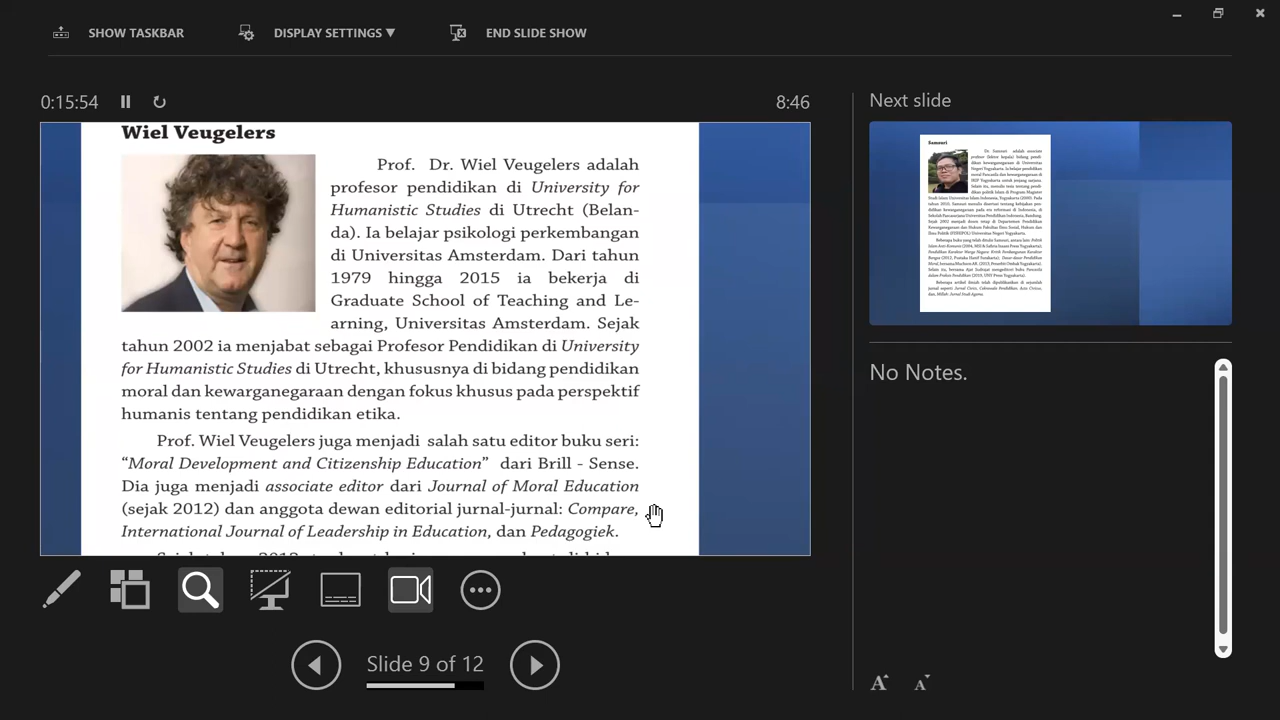 SHOW TASKBAR
DISPLAY SETTINGS ▼
END SLIDE SHOW
0:15:54
8:46
Next slide
Wiel Veugelers
Prof. Dr. Wiel Veugelers adalah
profesor pendidikan di University for
Humanistic Studies di Utrecht (Belan-
da). Ia belajar psikologi perkembangan
di Universitas Amsterdam. Dari tahun
1979 hingga 2015 ia bekerja di
Graduate School of Teaching and Le-
arning, Universitas Amsterdam. Sejak
tahun 2002 ia menjabat sebagai Profesor Pendidikan di University
for Humanistic Studies di Utrecht, khususnya di bidang pendidikan
moral dan kewarganegaraan dengan fokus khusus pada perspektif
humanis tentang pendidikan etika.
Prof. Wiel Veugelers juga menjadi salah satu editor buku seri:
“Moral Development and Citizenship Education” dari Brill - Sense.
Dia juga menjadi associate editor dari Journal of Moral Education
(sejak 2012) dan anggota dewan editorial jurnal-jurnal: Compare,
International Journal of Leadership in Education, dan Pedagogiek.
Samsuri
No Notes.
Slide 9 of 12
A
A